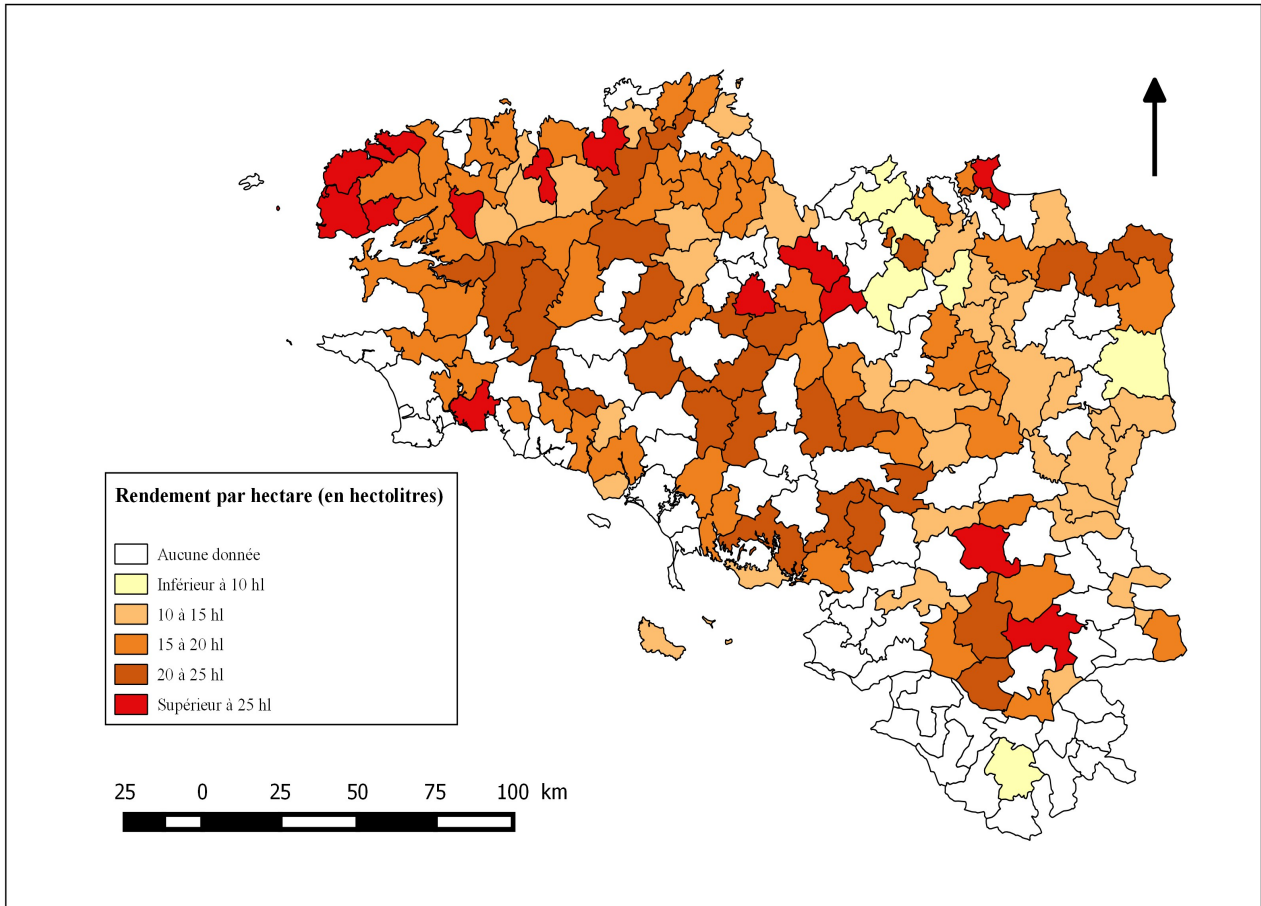 Rendement par hectare (en hectolitres)
Aucune donnée
Inférieur à 10 hl
10 à 15 hl
15 à 20 hl
20 à 25 hl
Supérieur à 25 hl
25 0 25 50 75 100 km